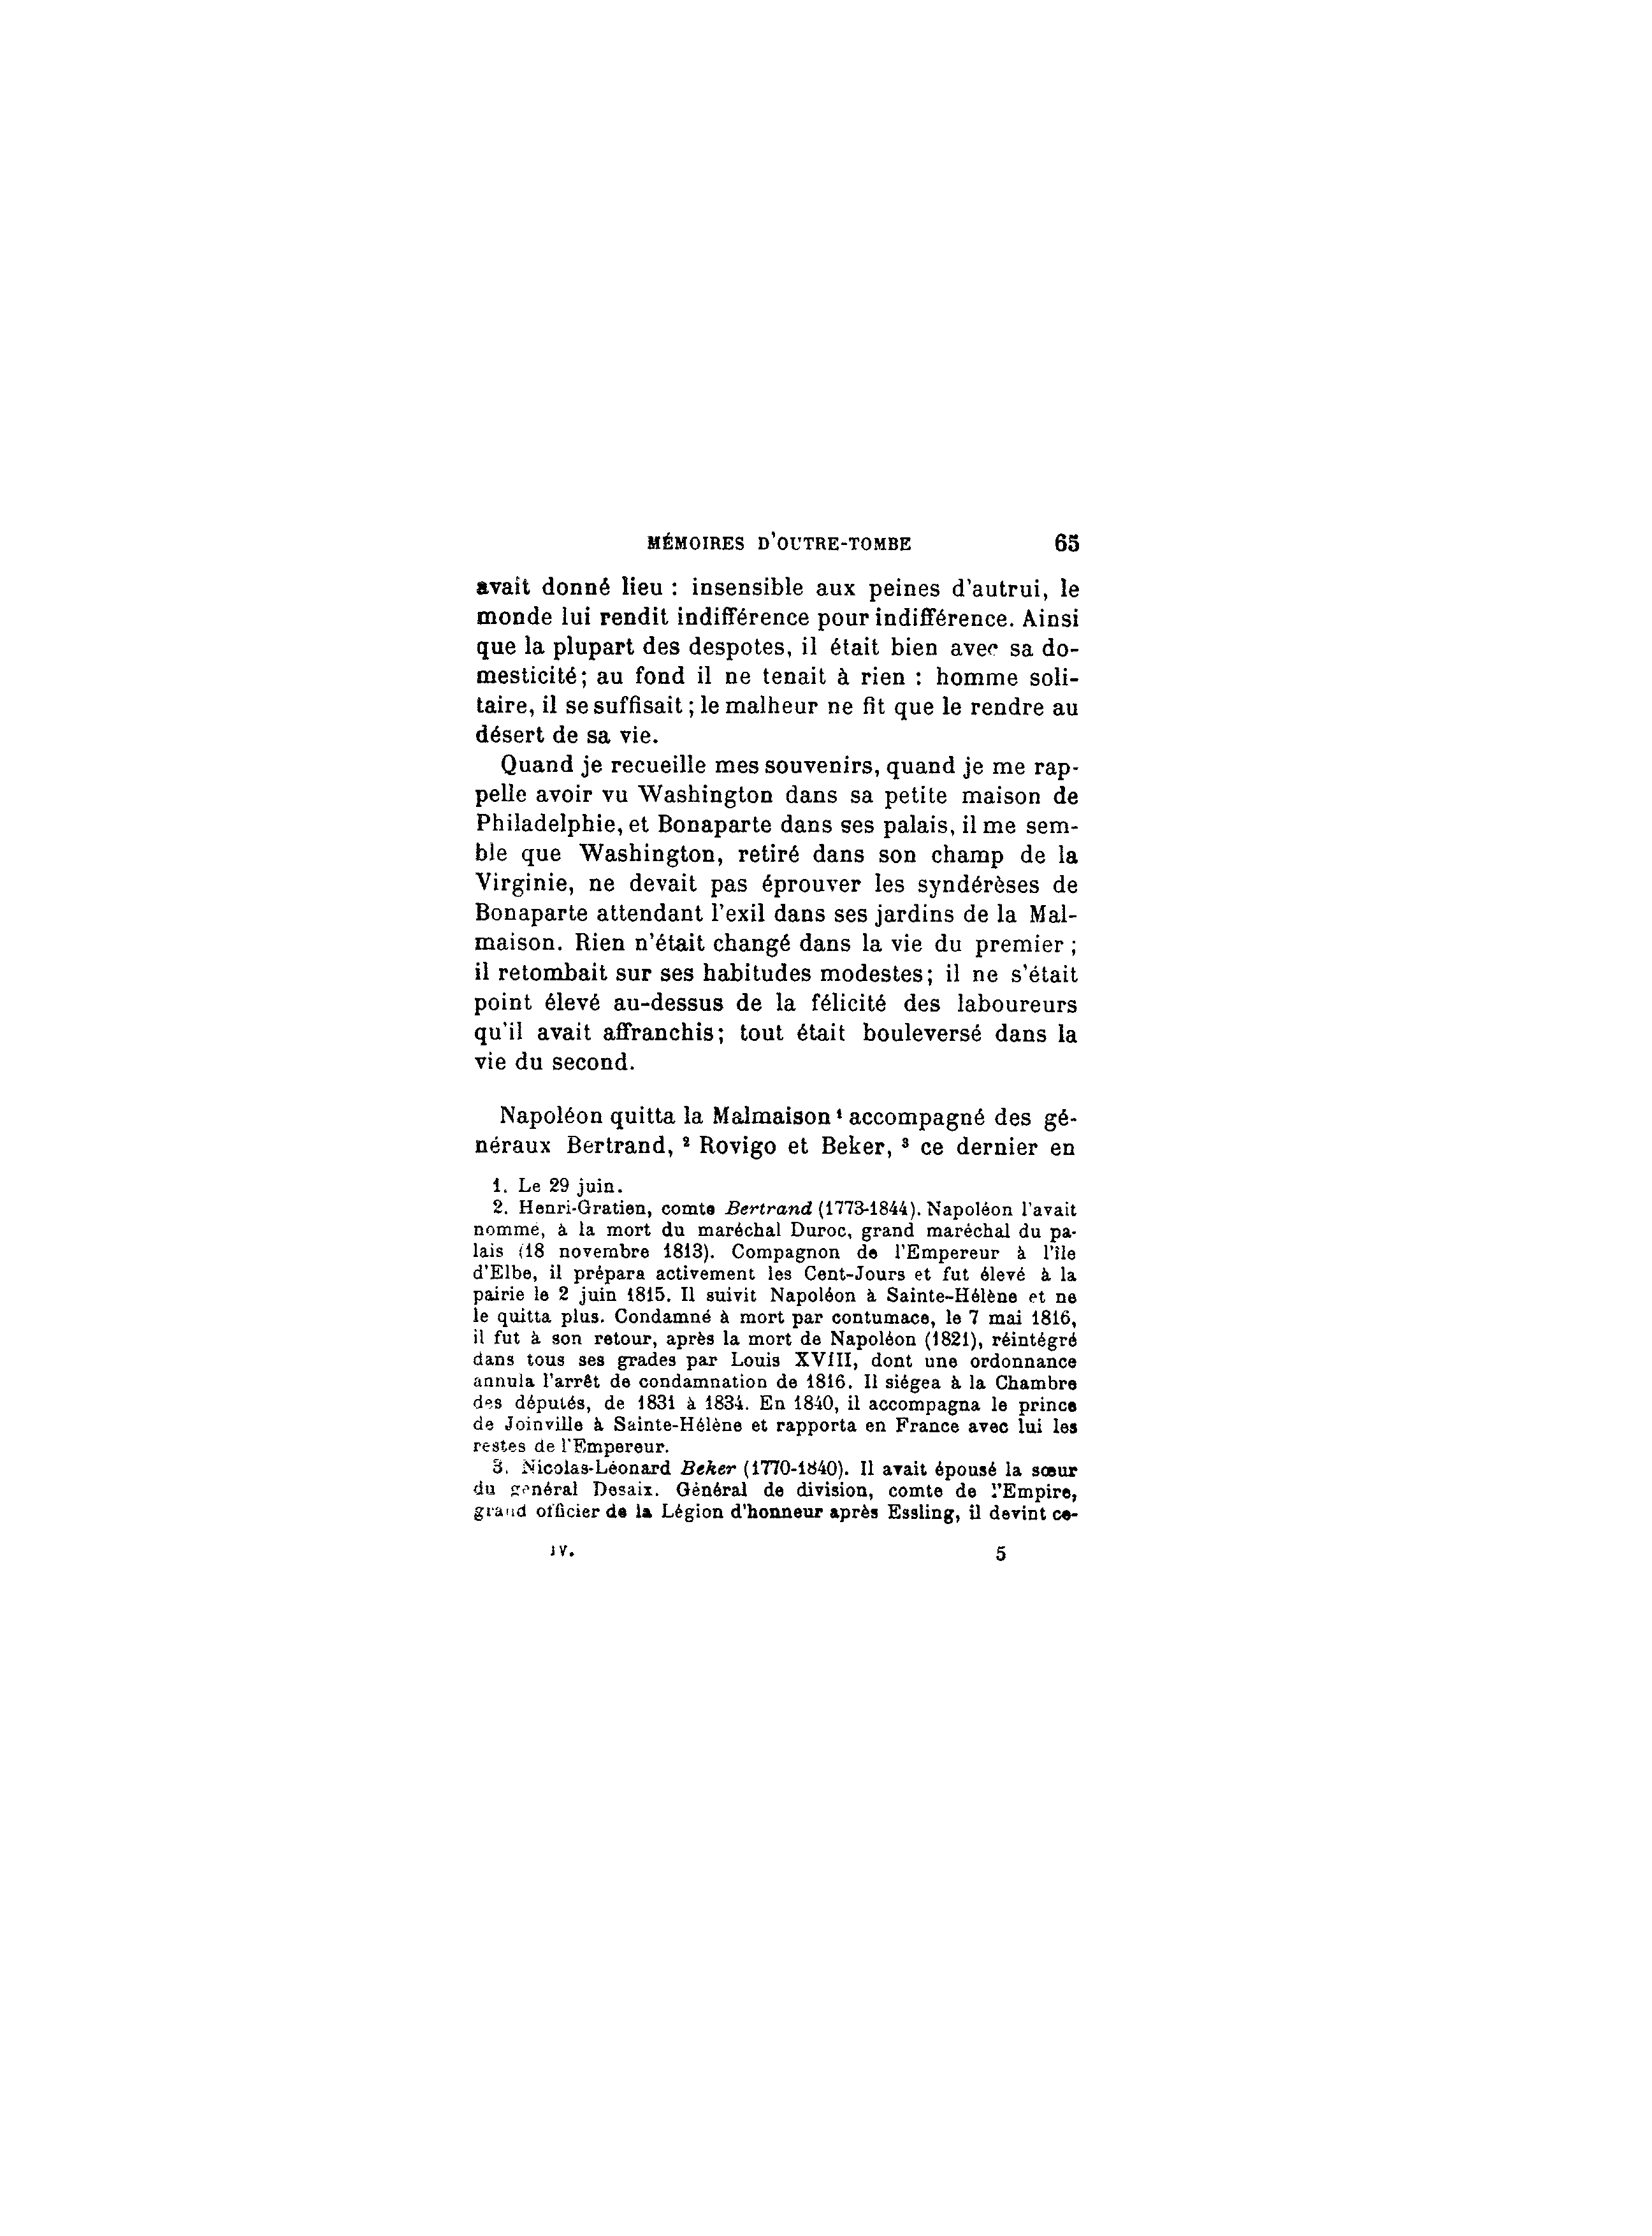 MÉMOIRES D'OUTRE-TOMBE 65
avait donné lieu : insensible aux peines d'autrui, le
monde lui rendit indifférence pour indifférence. Ainsi
que la plupart des despotes, il était bien avec sa do-
mesticité; au fond il ne tenait à rien : homme soli-
taire, il se suffisait ; le malheur ne fit que le rendre au
désert de sa vie.
Quand je recueille mes souvenirs, quand je me rap-
pelle avoir vu Washington dans sa petite maison de
Philadelphie, et Bonaparte dans ses palais, il me sem-
ble que Washington, retiré dans son champ de la
Virginie, ne devait pas éprouver les syndérèses de
Bonaparte attendant l'exil dans ses jardins de la Mal-
maison. Rien n'était changé dans la vie du premier ;
il retombait sur ses habitudes modestes; il ne s'était
point élevé au-dessus de la félicité des laboureurs
qu'il avait affranchis; tout était bouleversé dans la
vie du second.
Napoléon quitta la Malmaison ¹ accompagné des gé-
néraux Bertrand, ² Rovigo et Beker, ³ ce dernier en
1. Le 29 juin.
2. Henri-Gratien, comte Bertrand (1773-1844). Napoléon l'avait
nommé, à la mort du maréchal Duroc, grand maréchal du pa-
lais (18 novembre 1813). Compagnon de l'Empereur à l'île
d'Elbe, il prépara activement les Cent-Jours et fut élevé à la
pairie le 2 juin 1815. Il suivit Napoléon à Sainte-Hélène et ne
le quitta plus. Condamné à mort par contumace, le 7 mai 1816,
il fut à son retour, après la mort de Napoléon (1821), réintégré
dans tous ses grades par Louis XVIII, dont une ordonnance
annula l'arrêt de condamnation de 1816. Il siégea à la Chambre
des députés, de 1831 à 1834. En 1840, il accompagna le prince
de Joinville à Sainte-Hélène et rapporta en France avec lui les
restes de l'Empereur.
3. Nicolas-Léonard Beker (1770-1840). Il avait épousé la sœur
du général Desaix. Général de division, comte de l'Empire,
grand officier de la Légion d'honneur après Essling, il devint ce-
IV. 5